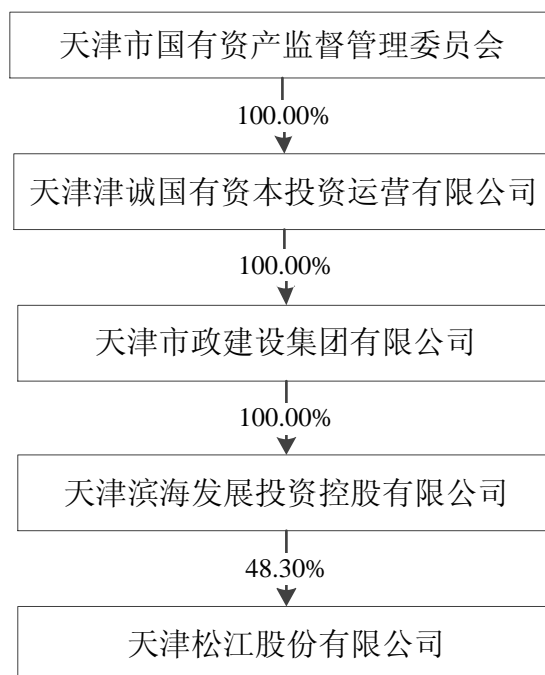 天津市国有资产监督管理委员会
100.00%
天津津诚国有资本投资运营有限公司
100.00%
天津市政建设集团有限公司
100.00%
天津滨海发展投资控股有限公司
48.30%
天津松江股份有限公司